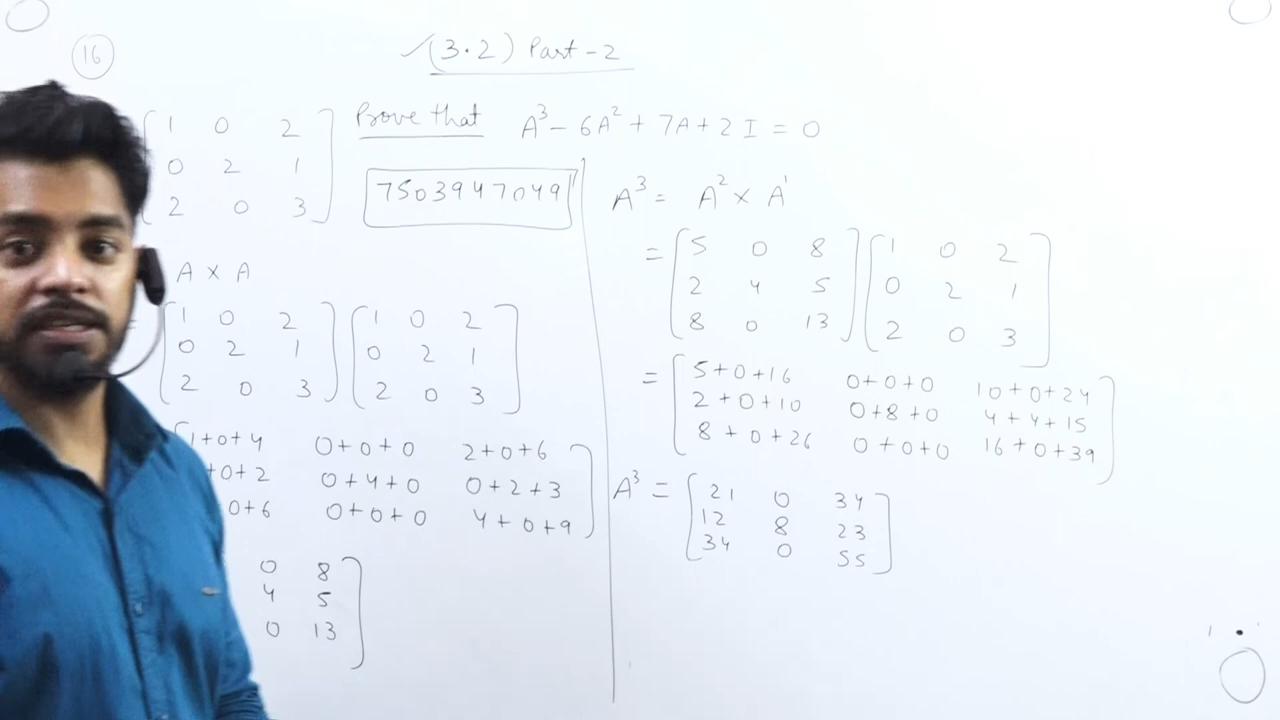 (3.2) Part-2
16
1 0 2
0 2 1
2 0 3
Prove that A³ - 6A² + 7A + 2I = 0
7503947049
A × A
=
1 0 2 1 0 2
0 2 1 0 2 1
2 0 3 2 0 3
1+0+4 0+0+0 2+0+6
+0+2 0+4+0 0+2+3
0+6 0+0+0 4+0+9
0 8
4 5
0 13
A³ = A² × A¹
= 5 0 8 1 0 2
2 4 5 0 2 1
8 0 13 2 0 3
= 5+0+16 0+0+0 10+0+24
2+0+10 0+8+0 4+4+15
8+0+26 0+0+0 16+0+39
A³ = 21 0 34
12 8 23
34 0 55